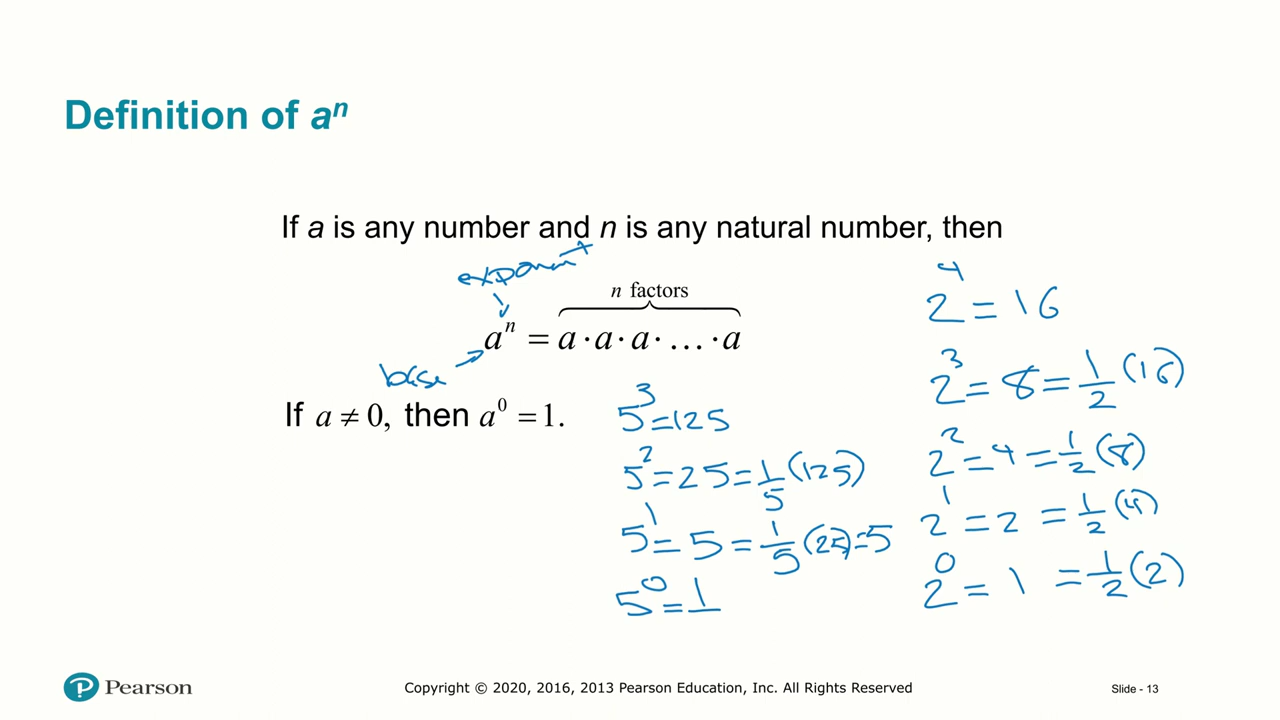 Definition of aⁿ
If a is any number and n is any natural number, then
exponent
n factors
aⁿ = a · a · a · … · a
base
If a ≠ 0, then a⁰ = 1.
5³ = 125
5² = 25 = 1/5 (125)
5¹ = 5 = 1/5 (25) = 5
5⁰ = 1
2⁴ = 16
2³ = 8 = 1/2 (16)
2² = 4 = 1/2 (8)
2¹ = 2 = 1/2 (4)
2⁰ = 1 = 1/2 (2)
P Pearson
Copyright © 2020, 2016, 2013 Pearson Education, Inc. All Rights Reserved
Slide - 13